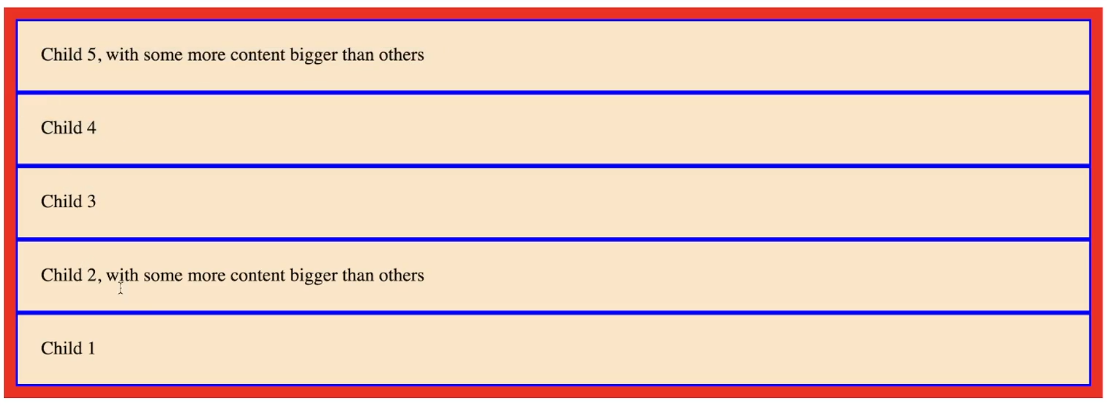 Child 5, with some more content bigger than others
Child 4
Child 3
Child 2, with some more content bigger than others
Child 1